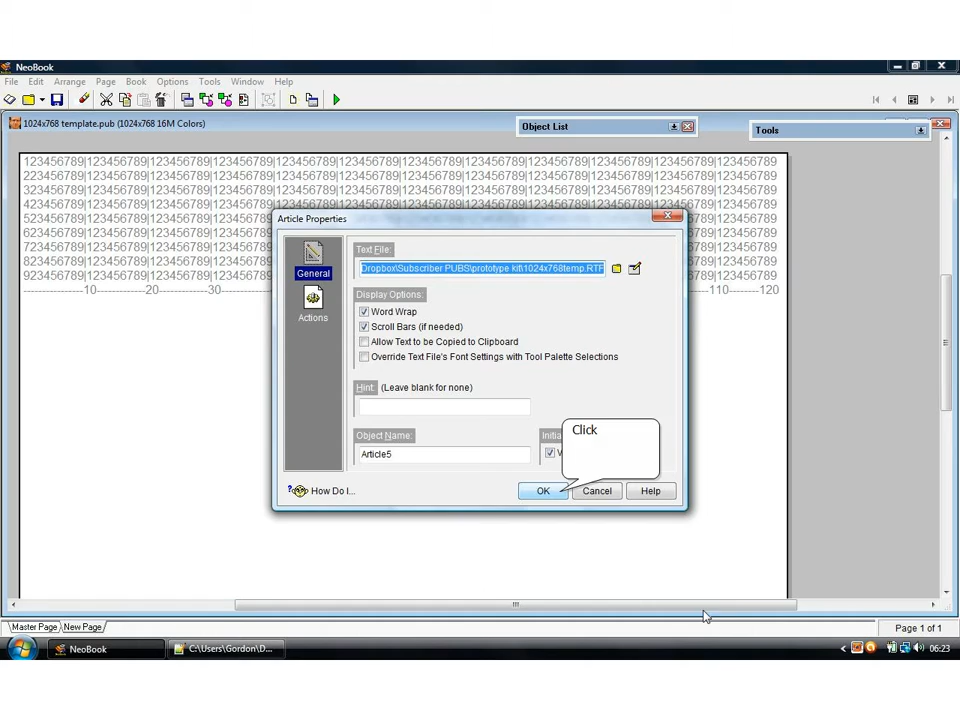 NeoBook
File Edit Arrange Page Book Options Tools Window Help
1024x768 template.pub (1024x768 16M Colors)
Object List
Tools
123456789|123456789|123456789|123456789|123456789|123456789|123456789|123456789|123456789|123456789|123456789|123456789
223456789|123456789|123456789|123456789|123456789|123456789|123456789|123456789|123456789|123456789|123456789|123456789
323456789|123456789|123456789|123456789|123456789|123456789|123456789|123456789|123456789|123456789|123456789|123456789
423456789|123456789|123456789|123456789|123456789|123456789|123456789|123456789|123456789|123456789|123456789|123456789
523456789|123456789| 123456789|123456789
623456789|123456789| 123456789|123456789
723456789|123456789| 123456789|123456789
823456789|123456789| 123456789|123456789
923456789|123456789| 123456789|123456789
----------10--------20--------30 -------110-------120
Article Properties
General
Actions
Text File:
Dropbox\Subscriber PUBS\prototype kit\1024x768temp.RTF
Display Options:
Word Wrap
Scroll Bars (if needed)
Allow Text to be Copied to Clipboard
Override Text File's Font Settings with Tool Palette Selections
Hint: (Leave blank for none)
Click
Object Name:
Article5
How Do I...
OK Cancel Help
Master Page New Page
Page 1 of 1
NeoBook
C:\Users\Gordon\D...
06:23